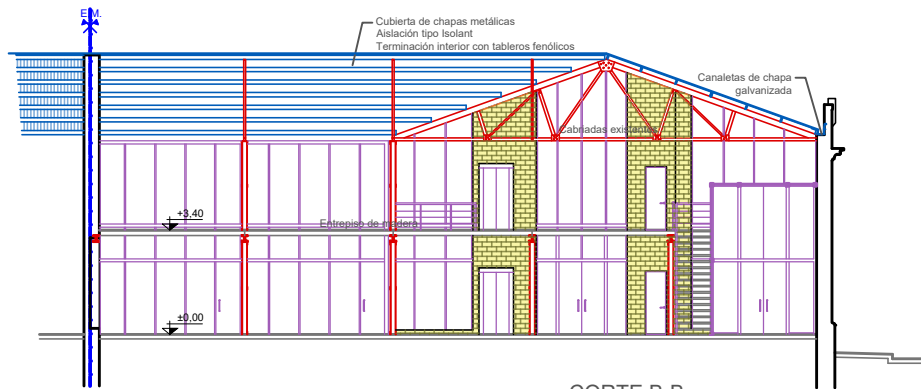 E.M.
Cubierta de chapas metálicas
Aislación tipo Isolant
Terminación interior con tableros fenólicos
Canaletas de chapa
galvanizada
Cabriadas existentes
+3,40
Entrepiso de madera
±0,00
CORTE B-B